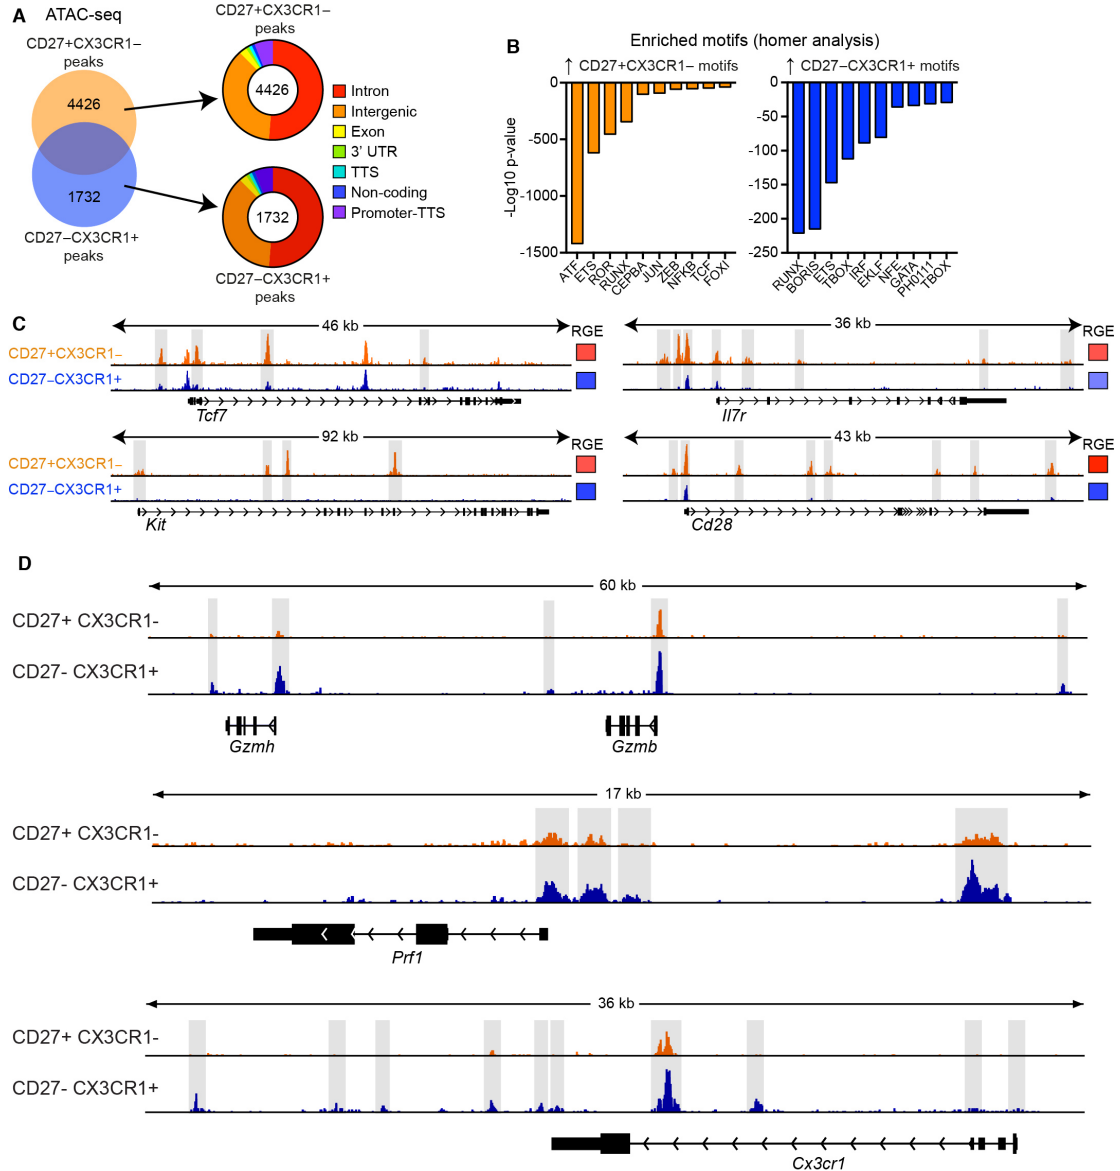 A
ATAC-seq
CD27+CX3CR1–
peaks
4426
1732
CD27–CX3CR1+
peaks
CD27+CX3CR1–
peaks
4426
1732
CD27–CX3CR1+
peaks
Intron
Intergenic
Exon
3' UTR
TTS
Non-coding
Promoter-TTS
B
Enriched motifs (homer analysis)
↑ CD27+CX3CR1– motifs
-Log10 p-value
0
-500
-1000
-1500
ATF
ETS
ROR
RUNX
CEPBA
JUN
ZEB
NFKB
TCF
FOXI
↑ CD27–CX3CR1+ motifs
0
-50
-100
-150
-200
-250
RUNX
BORIS
ETS
TBOX
IRF
EKLF
NFE
GATA
PH0111
TBOX
C
46 kb
RGE
CD27+CX3CR1–
CD27–CX3CR1+
Tcf7
36 kb
RGE
Il7r
92 kb
RGE
CD27+CX3CR1–
CD27–CX3CR1+
Kit
43 kb
RGE
Cd28
D
60 kb
CD27+ CX3CR1-
CD27- CX3CR1+
Gzmh
Gzmb
17 kb
CD27+ CX3CR1-
CD27- CX3CR1+
Prf1
36 kb
CD27+ CX3CR1-
CD27- CX3CR1+
Cx3cr1